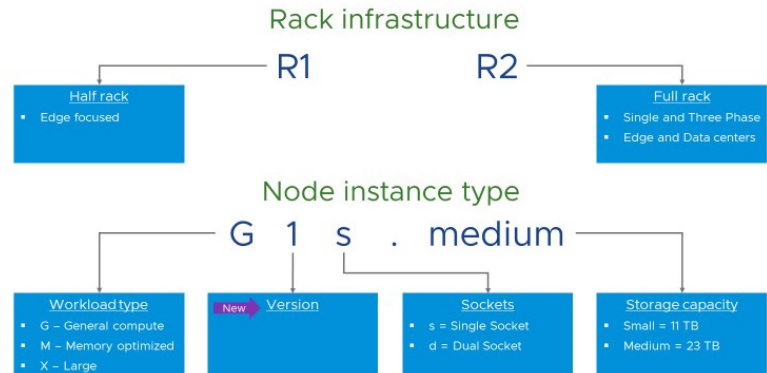 Rack infrastructure
R1 R2
Half rack
▪ Edge focused
Full rack
▪ Single and Three Phase
▪ Edge and Data centers
Node instance type
G 1 s . medium
Workload type
▪ G – General compute
▪ M – Memory optimized
▪ X – Large
New
Version
Sockets
▪ s = Single Socket
▪ d = Dual Socket
Storage capacity
▪ Small = 11 TB
▪ Medium = 23 TB